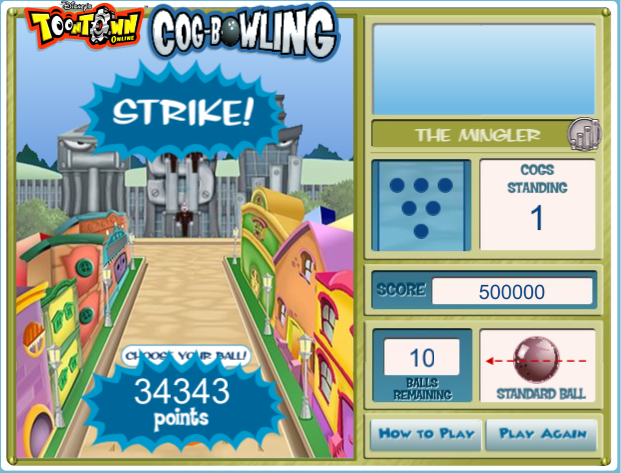 Disney's
TOONTOWN
ONLINE
COG-BOWLING
STRIKE!
THE MINGLER
COGS
STANDING
1
SCORE 500000
CHOOSE YOUR BALL!
34343
points
10
BALLS
REMAINING
STANDARD BALL
HOW TO PLAY
PLAY AGAIN